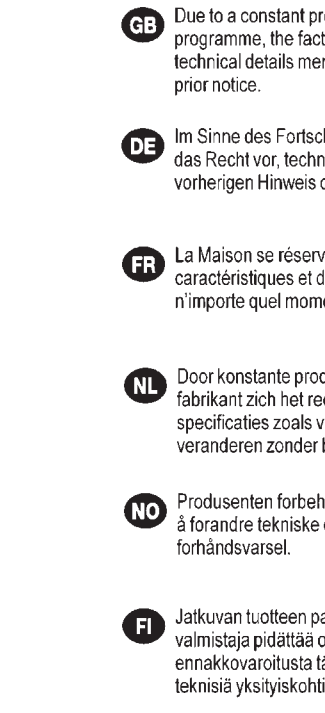 GB Due to a constant pr
programme, the fact
technical details mer
prior notice.
DE Im Sinne des Fortscl
das Recht vor, techn
vorherigen Hinweis
FR La Maison se réserv
caractéristiques et d
n'importe quel mome
NL Door konstante prod
fabrikant zich het re
specificaties zoals v
veranderen zonder
NO Produsenten forbeh
å forandre tekniske
forhåndsvarsel.
FI Jatkuvan tuotteen pa
valmistaja pidättää o
ennakkovaroitusta tä
teknisiä yksityiskohti